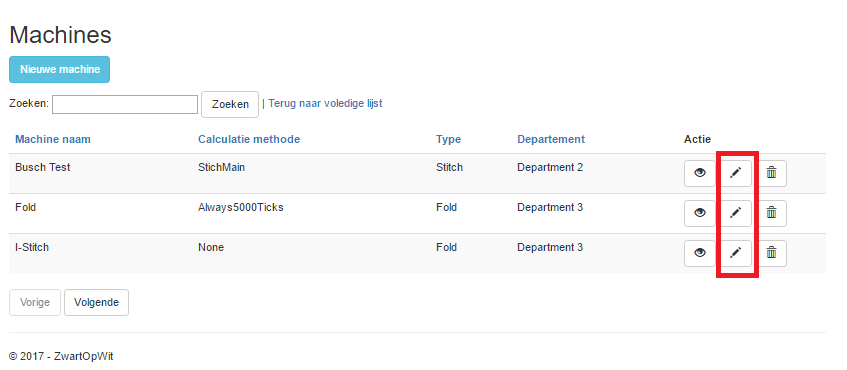 Machines
Nieuwe machine
Zoeken: Zoeken | Terug naar voledige lijst
Machine naam Calculatie methode Type Departement Actie
Busch Test StichMain Stitch Department 2
Fold Always5000Ticks Fold Department 3
I-Stitch None Fold Department 3
Vorige Volgende
© 2017 - ZwartOpWit